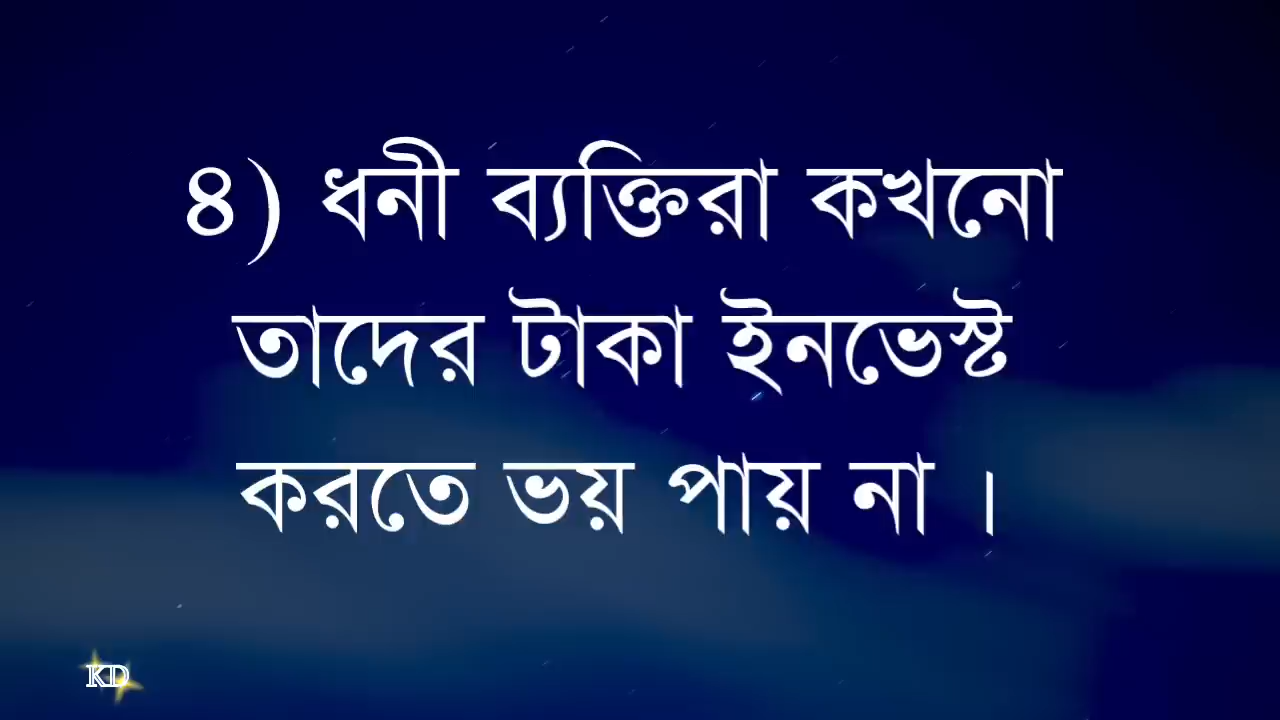 ৪) ধনী ব্যক্তিরা কখনো
তাদের টাকা ইনভেস্ট
করতে ভয় পায় না ।
KD